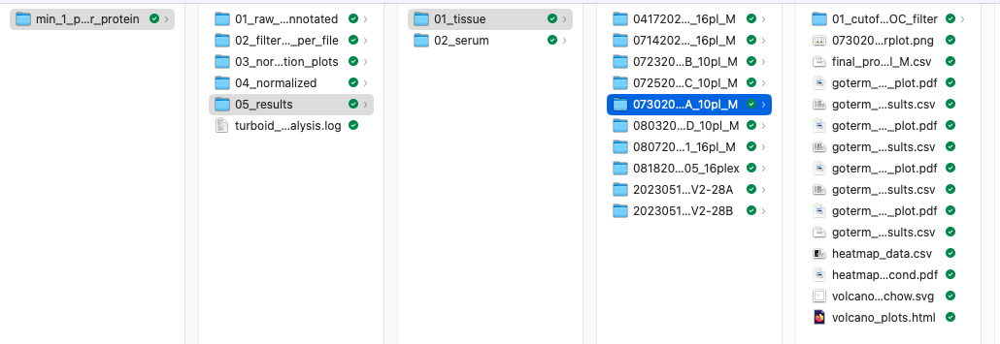 min_1_p...r_protein
01_raw_...nnotated
02_filter..._per_file
03_nor...tion_plots
04_normalized
05_results
turboid_...alysis.log
01_tissue
02_serum
0417202..._16pl_M
0714202..._16pl_M
072320...B_10pl_M
072520...C_10pl_M
073020...A_10pl_M
080320...D_10pl_M
080720...1_16pl_M
081820...05_16plex
2023051...V2-28A
2023051...V2-28B
01_cutof...OC_filter
073020...rplot.png
final_pro...l_M.csv
goterm_..._plot.pdf
goterm_...sults.csv
goterm_..._plot.pdf
goterm_...sults.csv
goterm_..._plot.pdf
goterm_...sults.csv
goterm_..._plot.pdf
goterm_...sults.csv
heatmap_data.csv
heatmap...cond.pdf
volcano...chow.svg
volcano_plots.html